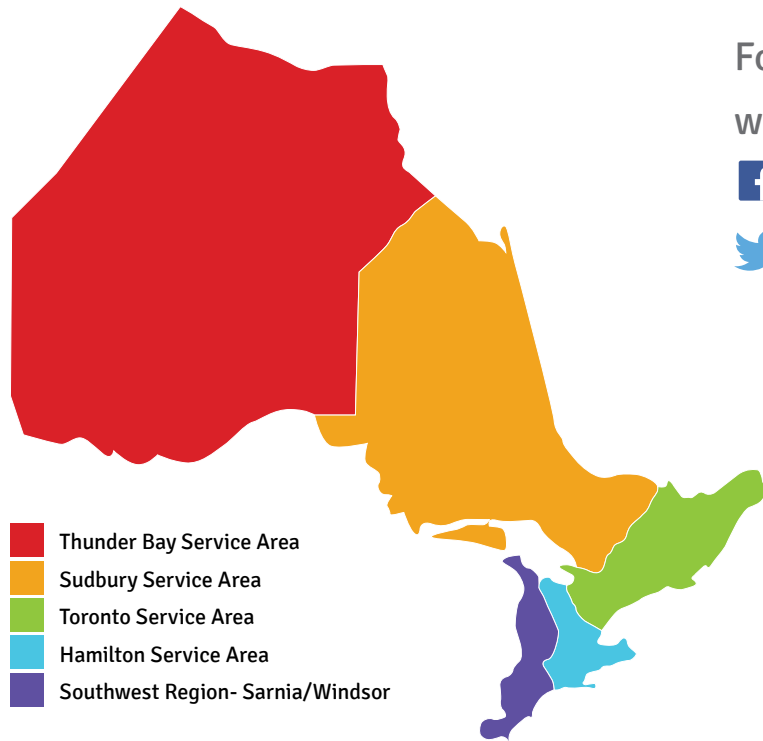 Thunder Bay Service Area
Sudbury Service Area
Toronto Service Area
Hamilton Service Area
Southwest Region- Sarnia/Windsor